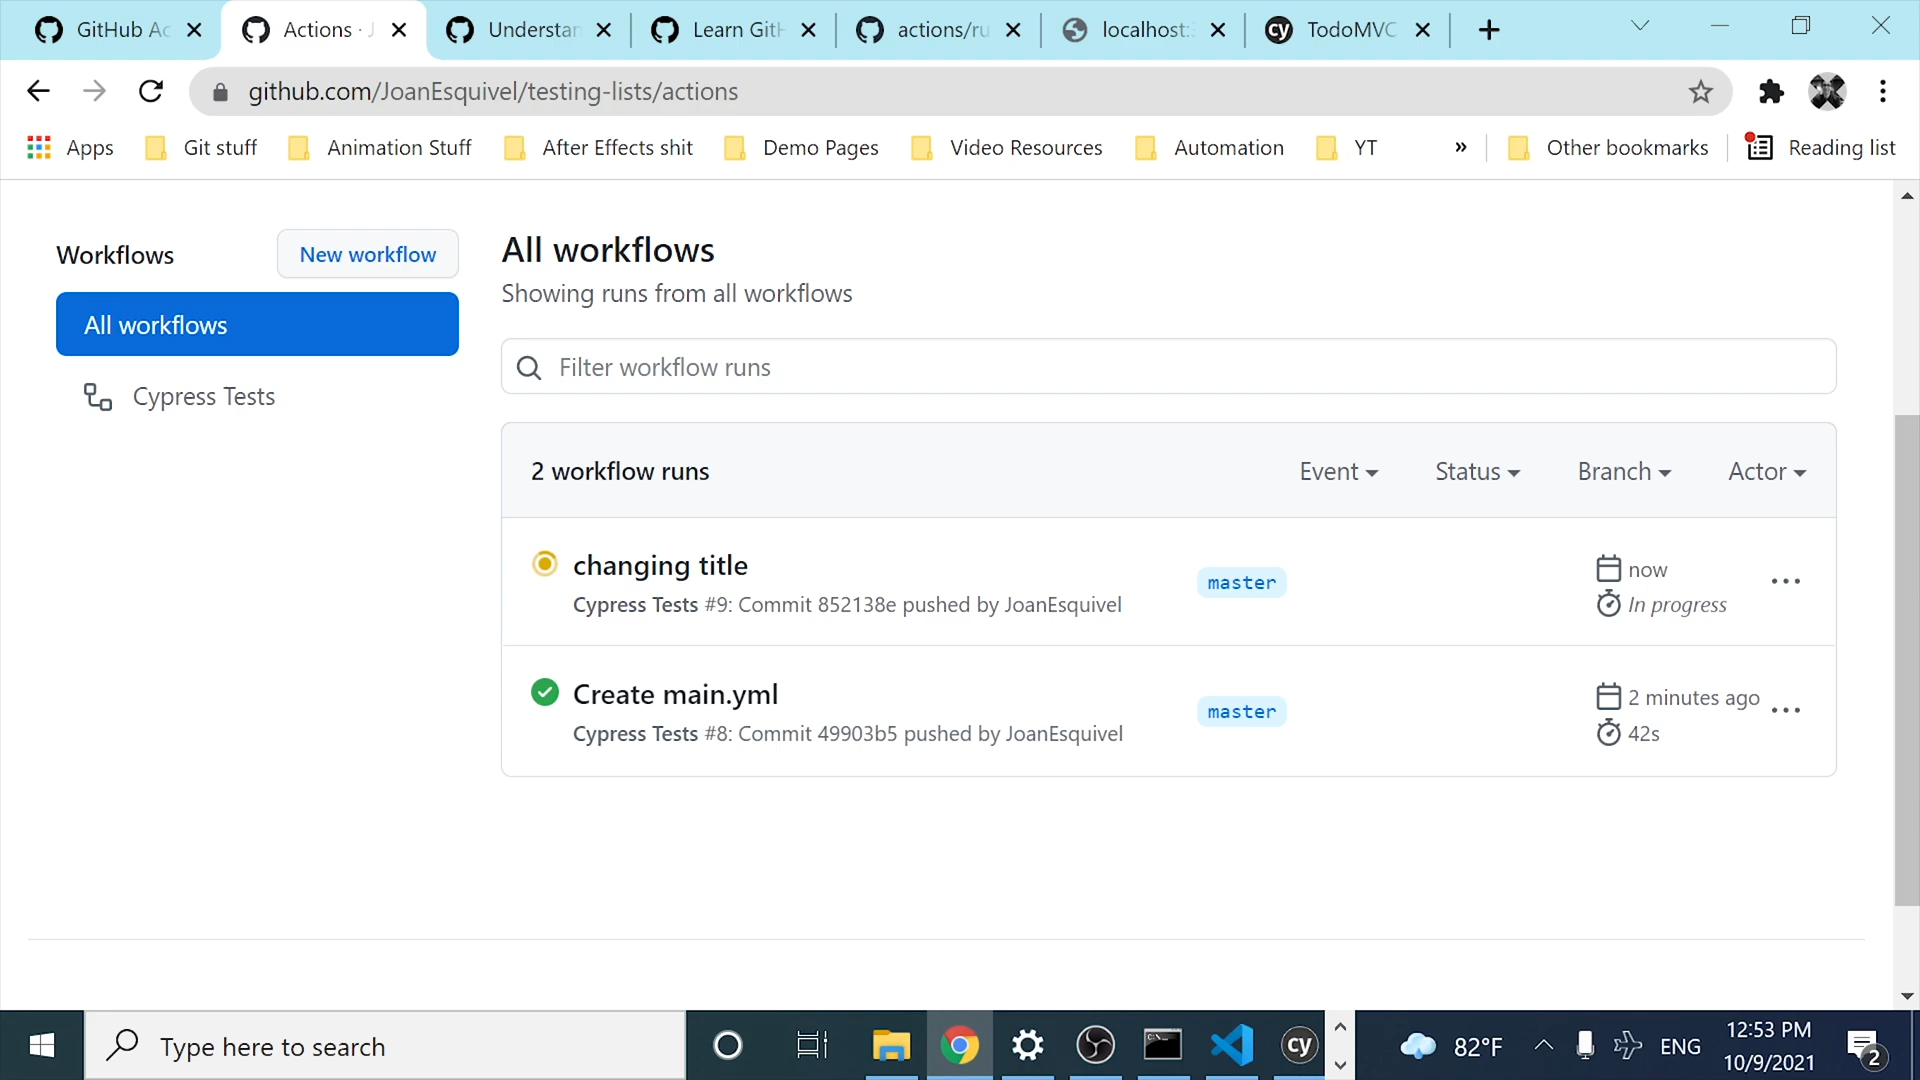 GitHub Ac
Actions · J
Understan
Learn GitH
actions/ru
localhost:
cy
TodoMVC
github.com/JoanEsquivel/testing-lists/actions
Apps
Git stuff
Animation Stuff
After Effects shit
Demo Pages
Video Resources
Automation
YT
»
Other bookmarks
Reading list
Workflows
New workflow
All workflows
Cypress Tests
All workflows
Showing runs from all workflows
Filter workflow runs
2 workflow runs
Event
Status
Branch
Actor
changing title
Cypress Tests #9: Commit 852138e pushed by JoanEsquivel
master
now
In progress
Create main.yml
Cypress Tests #8: Commit 49903b5 pushed by JoanEsquivel
master
2 minutes ago
42s
Type here to search
cy
82°F
ENG
12:53 PM
10/9/2021
2